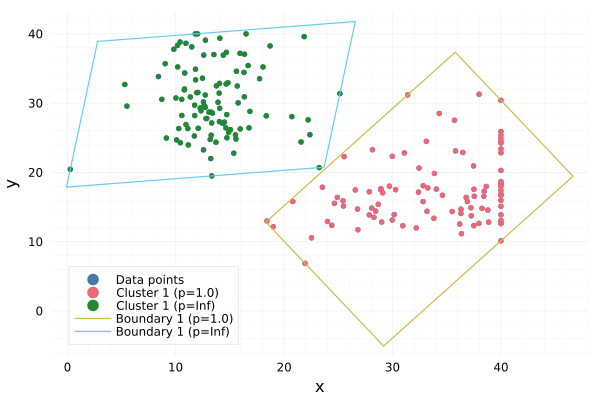 40
30
20
10
0
y
Data points
Cluster 1 (p=1.0)
Cluster 1 (p=Inf)
Boundary 1 (p=1.0)
Boundary 1 (p=Inf)
0
10
20
30
40
x